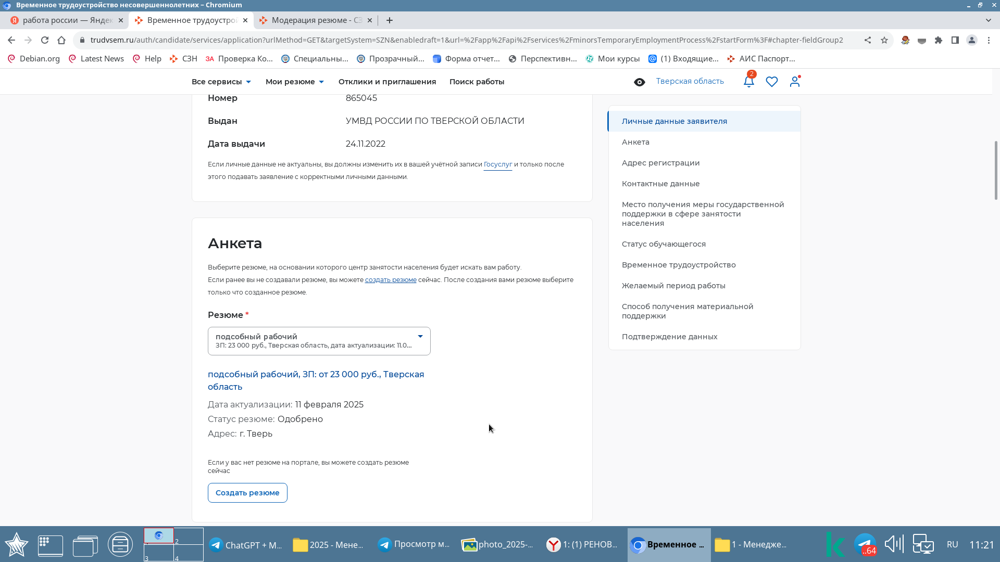 Временное трудоустройство несовершеннолетних – Chromium
работа россии — Яндек
Временное трудоустрой
Модерация резюме - СЗ
trudvsem.ru/auth/candidate/services/application?urlMethod=GET&targetSystem=SZN&enabledraft=1&url=%2Fapp%2Fapi%2Fservices%2FminorsTemporaryEmploymentProcess%2FstartForm%3F#chapter-fieldGroup2
Debian.org
Latest News
Help
СЗН
ЗА Проверка Ко...
Специальны...
Прозрачный...
Форма отчет...
Перспективн...
Мои курсы
(1) Входящие...
АИС Паспорт...
Все сервисы
Мои резюме
Отклики и приглашения
Поиск работы
Тверская область
2
Номер 865045
Выдан УМВД РОССИИ ПО ТВЕРСКОЙ ОБЛАСТИ
Дата выдачи 24.11.2022
Если личные данные не актуальны, вы должны изменить их в вашей учётной записи Госуслуг и только после
этого подавать заявление с корректными личными данными.
Анкета
Выберите резюме, на основании которого центр занятости населения будет искать вам работу.
Если ранее вы не создавали резюме, вы можете создать резюме сейчас. После создания вами резюме выберите
только что созданное резюме.
Резюме *
подсобный рабочий
ЗП: 23 000 руб., Тверская область, дата актуализации: 11.0...
подсобный рабочий, ЗП: от 23 000 руб., Тверская
область
Дата актуализации: 11 февраля 2025
Статус резюме: Одобрено
Адрес: г. Тверь
Если у вас нет резюме на портале, вы можете создать резюме
сейчас
Создать резюме
Личные данные заявителя
Анкета
Адрес регистрации
Контактные данные
Место получения меры государственной
поддержки в сфере занятости
населения
Статус обучающегося
Временное трудоустройство
Желаемый период работы
Способ получения материальной
поддержки
Подтверждение данных
2
3
4
ChatGPT + М...
2025 - Мене...
Просмотр м...
photo_2025-...
1: (1) РЕНОВ...
Временное ...
1 - Менедже...
..64
RU
11:21